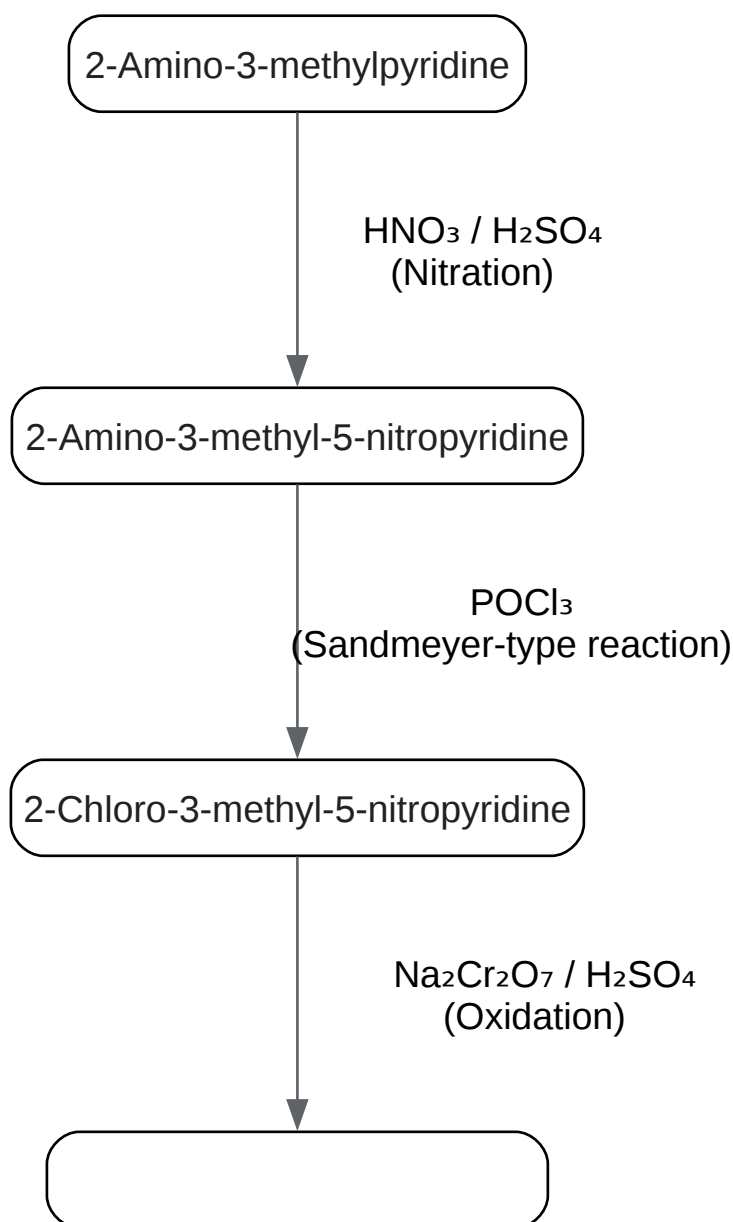 2-Amino-3-methylpyridine
HNO₃ / H₂SO₄
(Nitration)
2-Amino-3-methyl-5-nitropyridine
POCl₃
(Sandmeyer-type reaction)
2-Chloro-3-methyl-5-nitropyridine
Na₂Cr₂O₇ / H₂SO₄
(Oxidation)